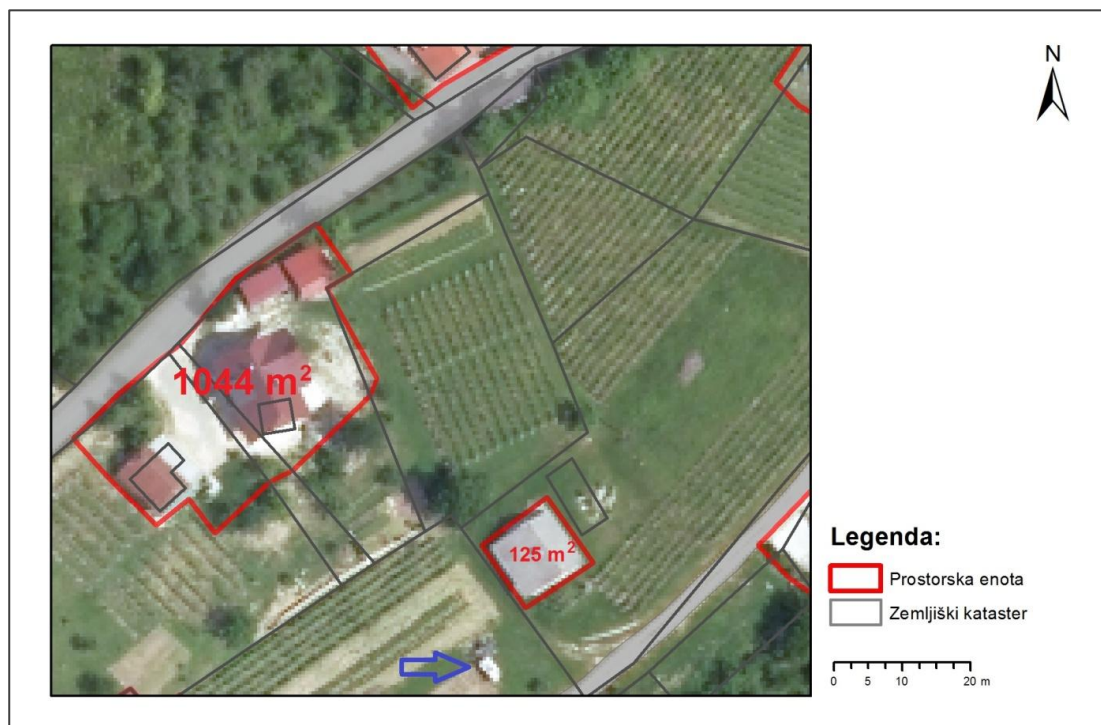 N
1044 m²
125 m²
Legenda:
Prostorska enota
Zemljiški kataster
0 5 10 20 m